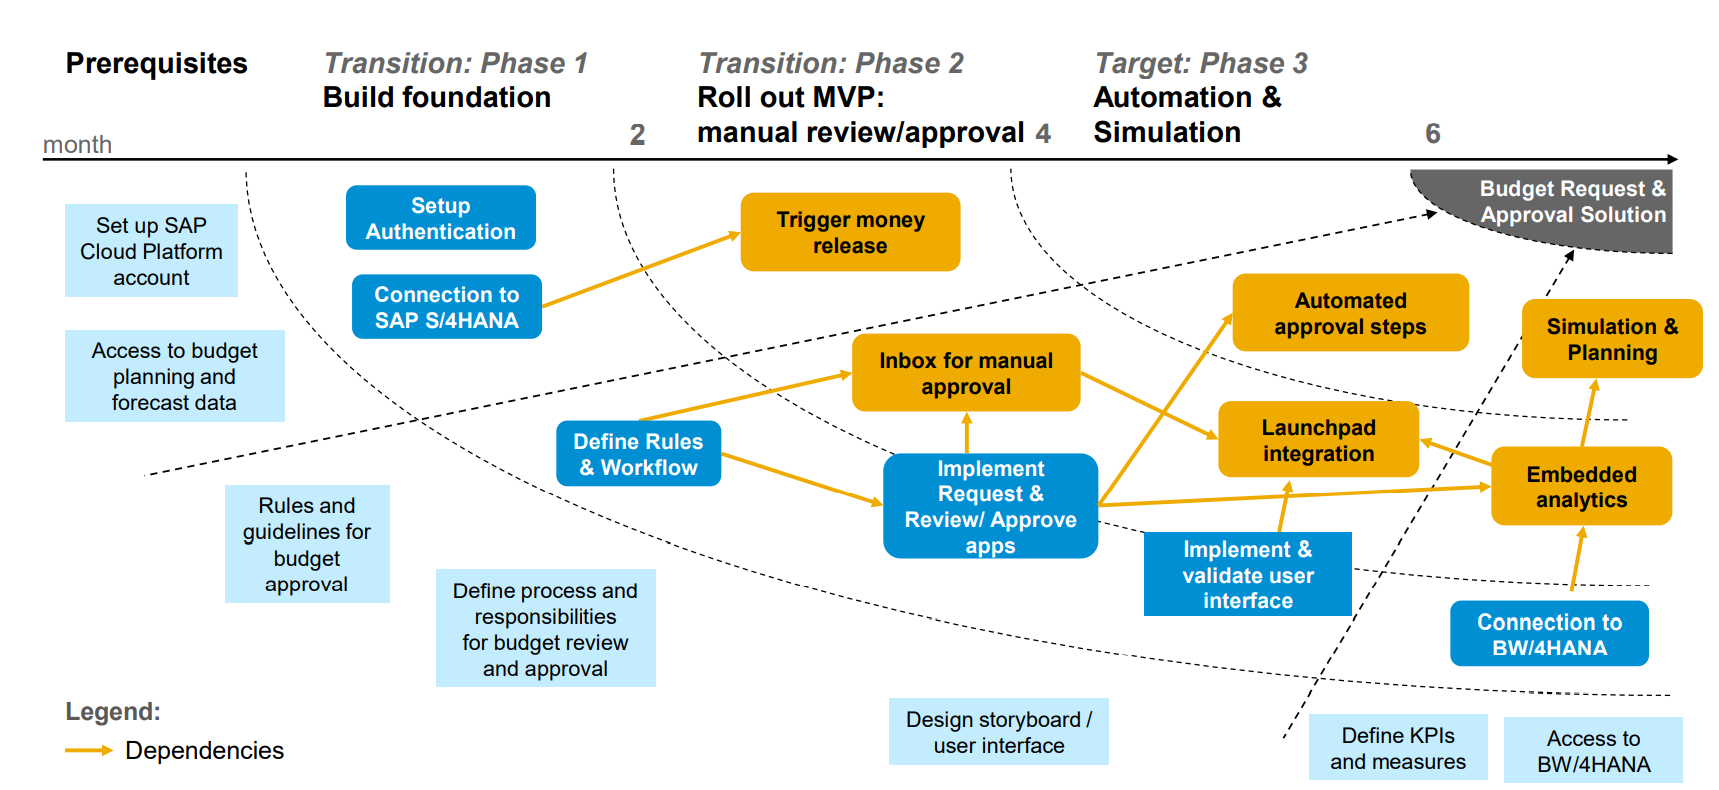 Prerequisites
Transition: Phase 1
Build foundation
Transition: Phase 2
Roll out MVP:
manual review/approval
Target: Phase 3
Automation &
Simulation
month
2
4
6
Set up SAP
Cloud Platform
account
Setup
Authentication
Trigger money
release
Budget Request &
Approval Solution
Connection to
SAP S/4HANA
Automated
approval steps
Simulation &
Planning
Access to budget
planning and
forecast data
Inbox for manual
approval
Define Rules
& Workflow
Launchpad
integration
Implement
Request &
Review/ Approve
apps
Embedded
analytics
Rules and
guidelines for
budget
approval
Implement &
validate user
interface
Define process and
responsibilities
for budget review
and approval
Connection to
BW/4HANA
Design storyboard /
user interface
Define KPIs
and measures
Access to
BW/4HANA
Legend:
Dependencies